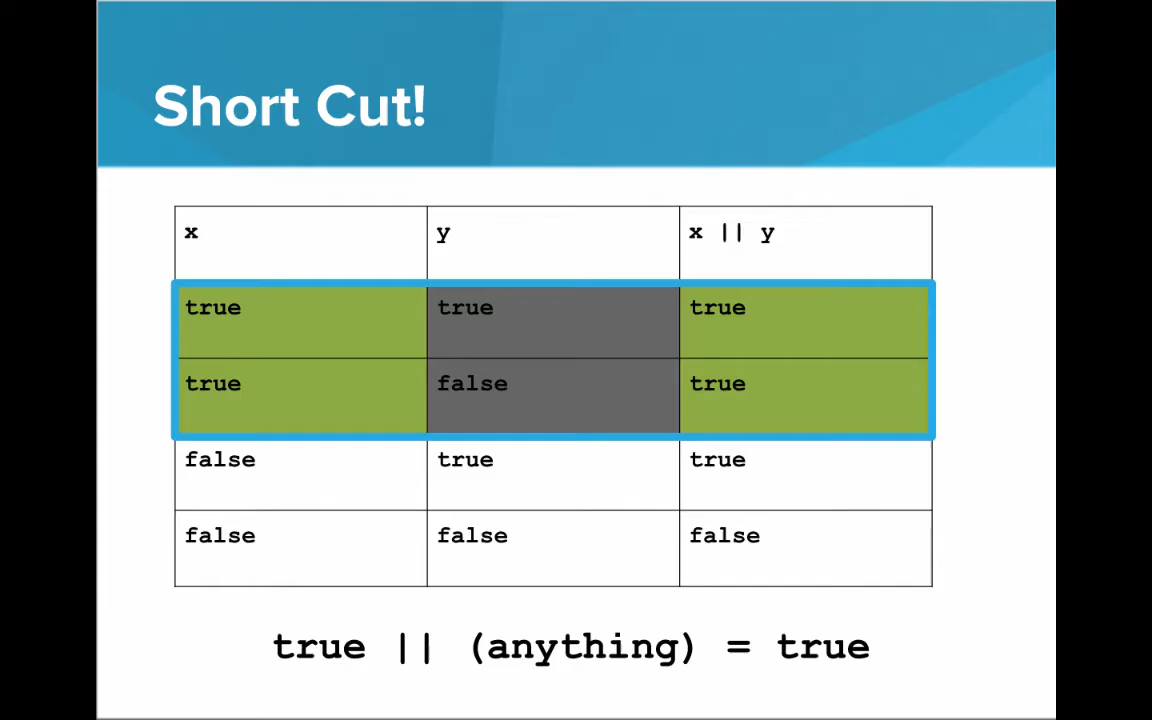 Short Cut!
x y x || y
true true true
true false true
false true true
false false false
true || (anything) = true